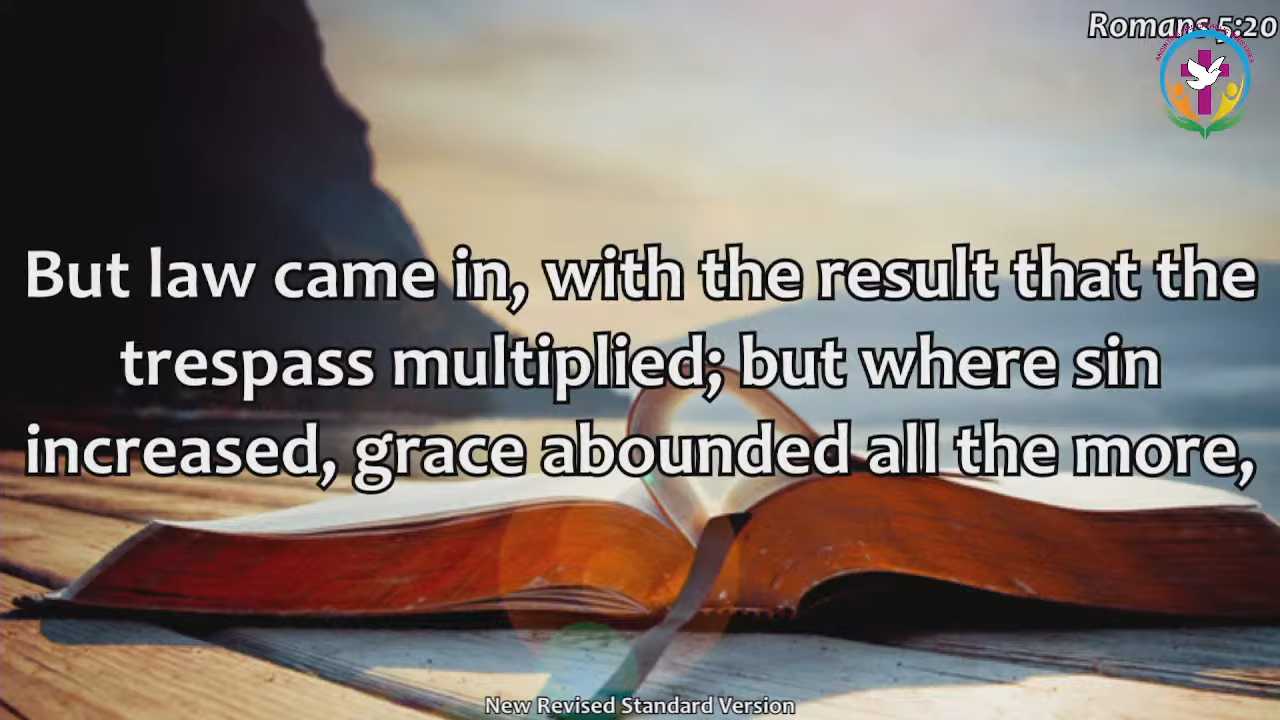 Romans 5:20
But law came in, with the result that the
trespass multiplied; but where sin
increased, grace abounded all the more,
New Revised Standard Version